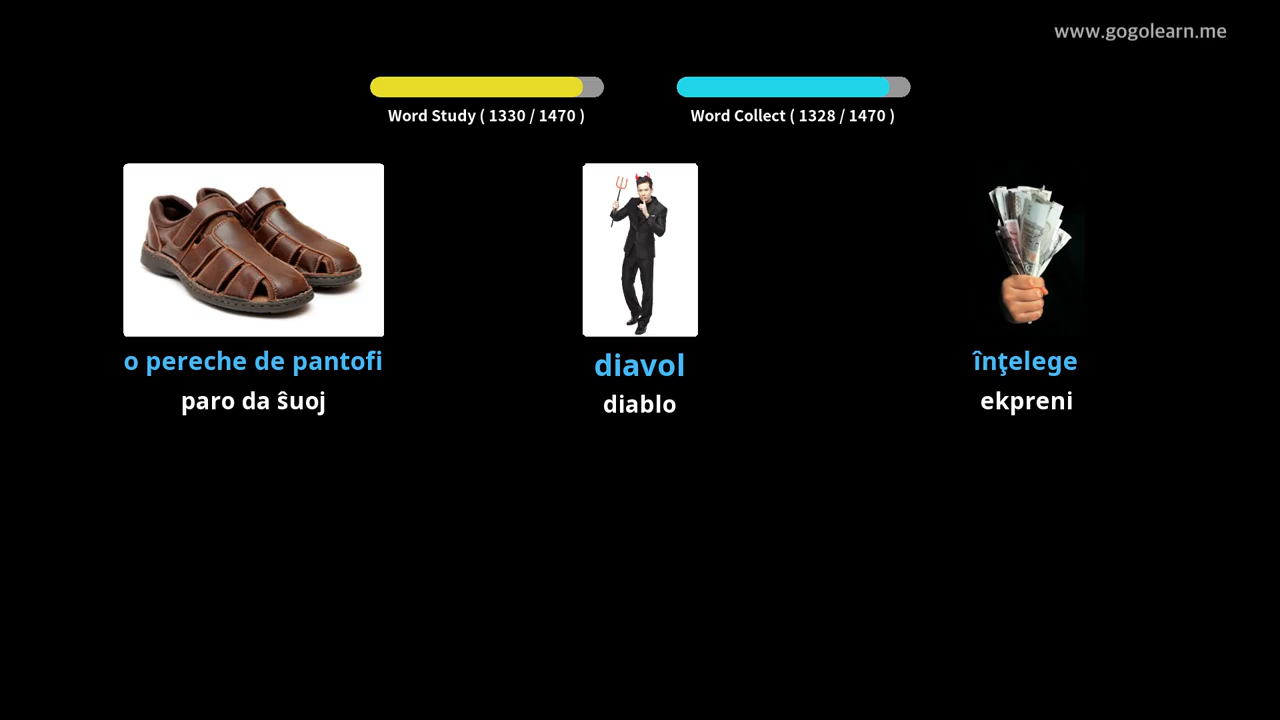 www.gogolearn.me
Word Study ( 1330 / 1470 )
Word Collect ( 1328 / 1470 )
o pereche de pantofi
diavol
înţelege
paro da ŝuoj
diablo
ekpreni